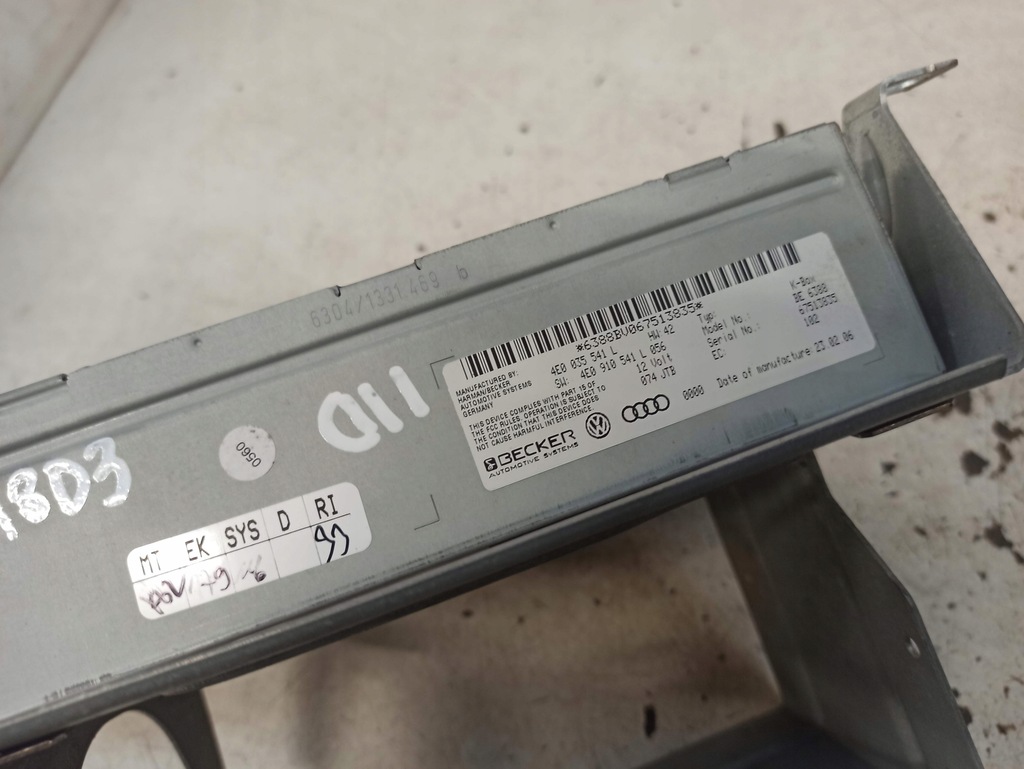 6304/1331.469 6
*6388BV067513835*
MANUFACTURED BY:
HARMAN/BECKER
AUTOMOTIVE SYSTEMS
GERMANY
4E0 035 541 L HW 42
SW: 4E0 910 541 L 056
12 Volt
074 JTB
Typ: K-Box
Model No.: BE 6388
Serial No.: 67513835
EC: 102
0000 Date of manufacture 23.02.06
THIS DEVICE COMPLIES WITH PART 15 OF
THE FCC RULES. OPERATION IS SUBJECT TO
THE CONDITION THAT THIS DEVICE DOES
NOT CAUSE HARMFUL INTERFERENCE
BECKER
AUTOMOTIVE SYSTEMS
0560
MT EK SYS D RI